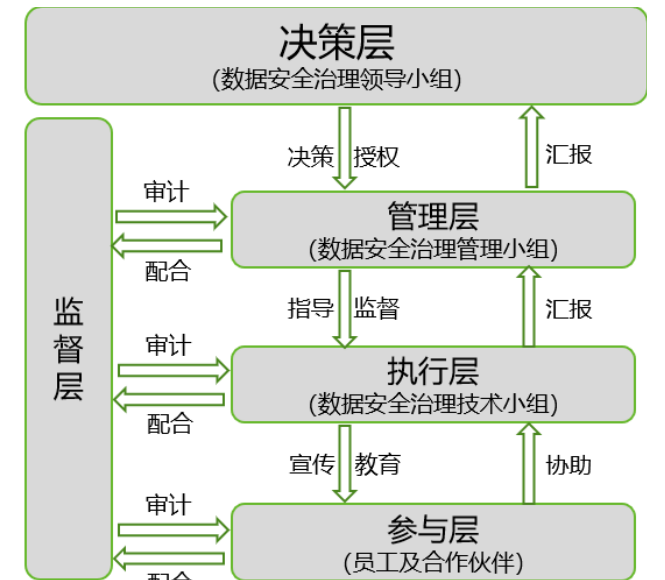 决策层
(数据安全治理领导小组)
决策 授权
汇报
审计
管理层
(数据安全治理管理小组)
配合
监督层
指导 监督
汇报
审计
执行层
(数据安全治理技术小组)
配合
宣传 教育
协助
审计
参与层
(员工及合作伙伴)